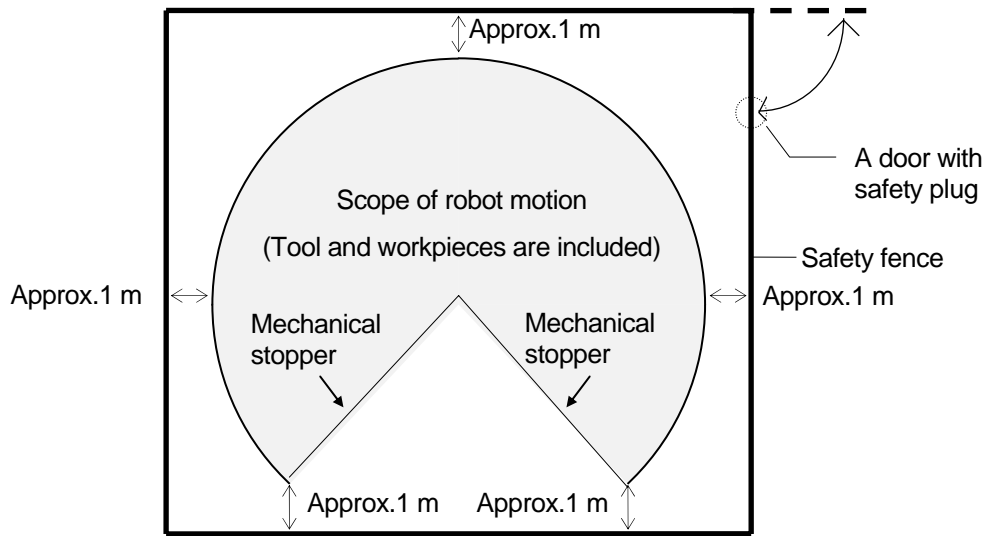 Approx.1 m
A door with
safety plug
Scope of robot motion
(Tool and workpieces are included)
Safety fence
Approx.1 m
Approx.1 m
Mechanical
stopper
Mechanical
stopper
Approx.1 m
Approx.1 m